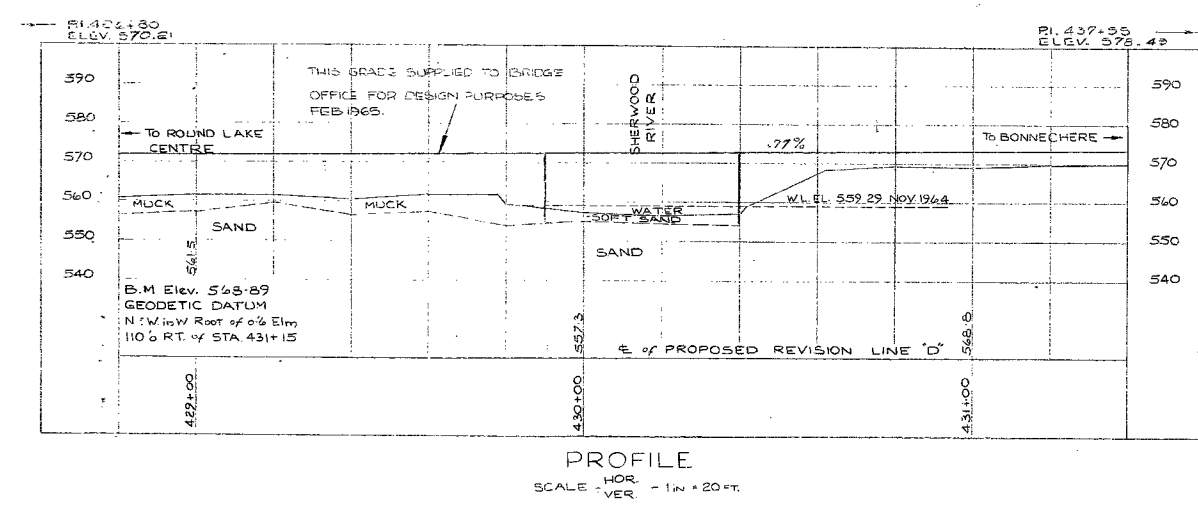 ELEV. 570.61
P.I. 437+55
ELEV. 578.49
THIS GRADE SUPPLIED TO BRIDGE
OFFICE FOR DESIGN PURPOSES
FEB 1965.
SHERWOOD
RIVER
590
580
570
560
550
540
590
580
570
560
550
540
TO ROUND LAKE
CENTRE
.77%
TO BONNECHERE
MUCK
MUCK
WATER
SOFT SAND
W.L. EL. 559.29 NOV. 1964
SAND
SAND
561.5
557.3
568.8
B.M Elev. 568.89
GEODETIC DATUM
N & W. in W Root of 0'6 Elm
110'6 RT. of STA. 431+15
℄ of PROPOSED REVISION LINE "D"
429+00
430+00
431+00
PROFILE
SCALE HOR. VER. - 1 IN = 20 FT.